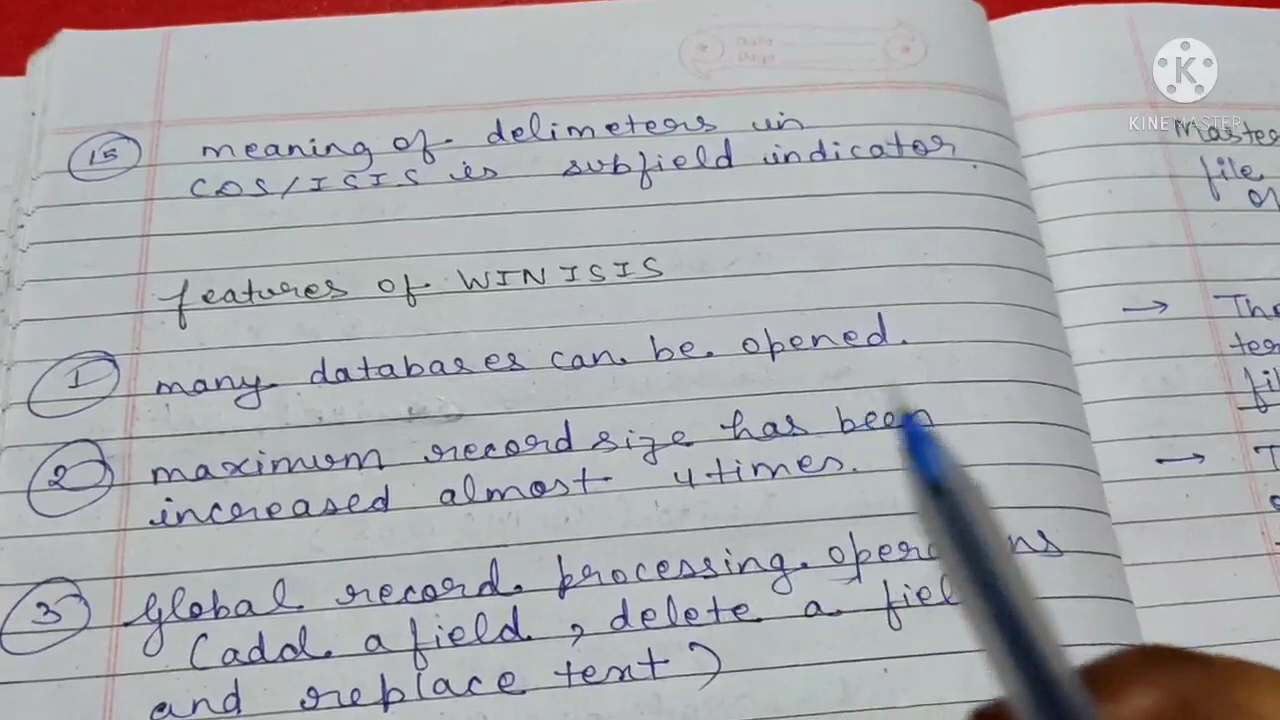 15 meaning of delimeters in
CDS/ISIS is subfield indicator.
features of WINISIS
1 many databases can be opened.
2 maximum record size has been
increased almost 4 times.
3 Global record processing
(add a field, delete a
and replace text)
Master
file
→
→
KINEMASTER
K